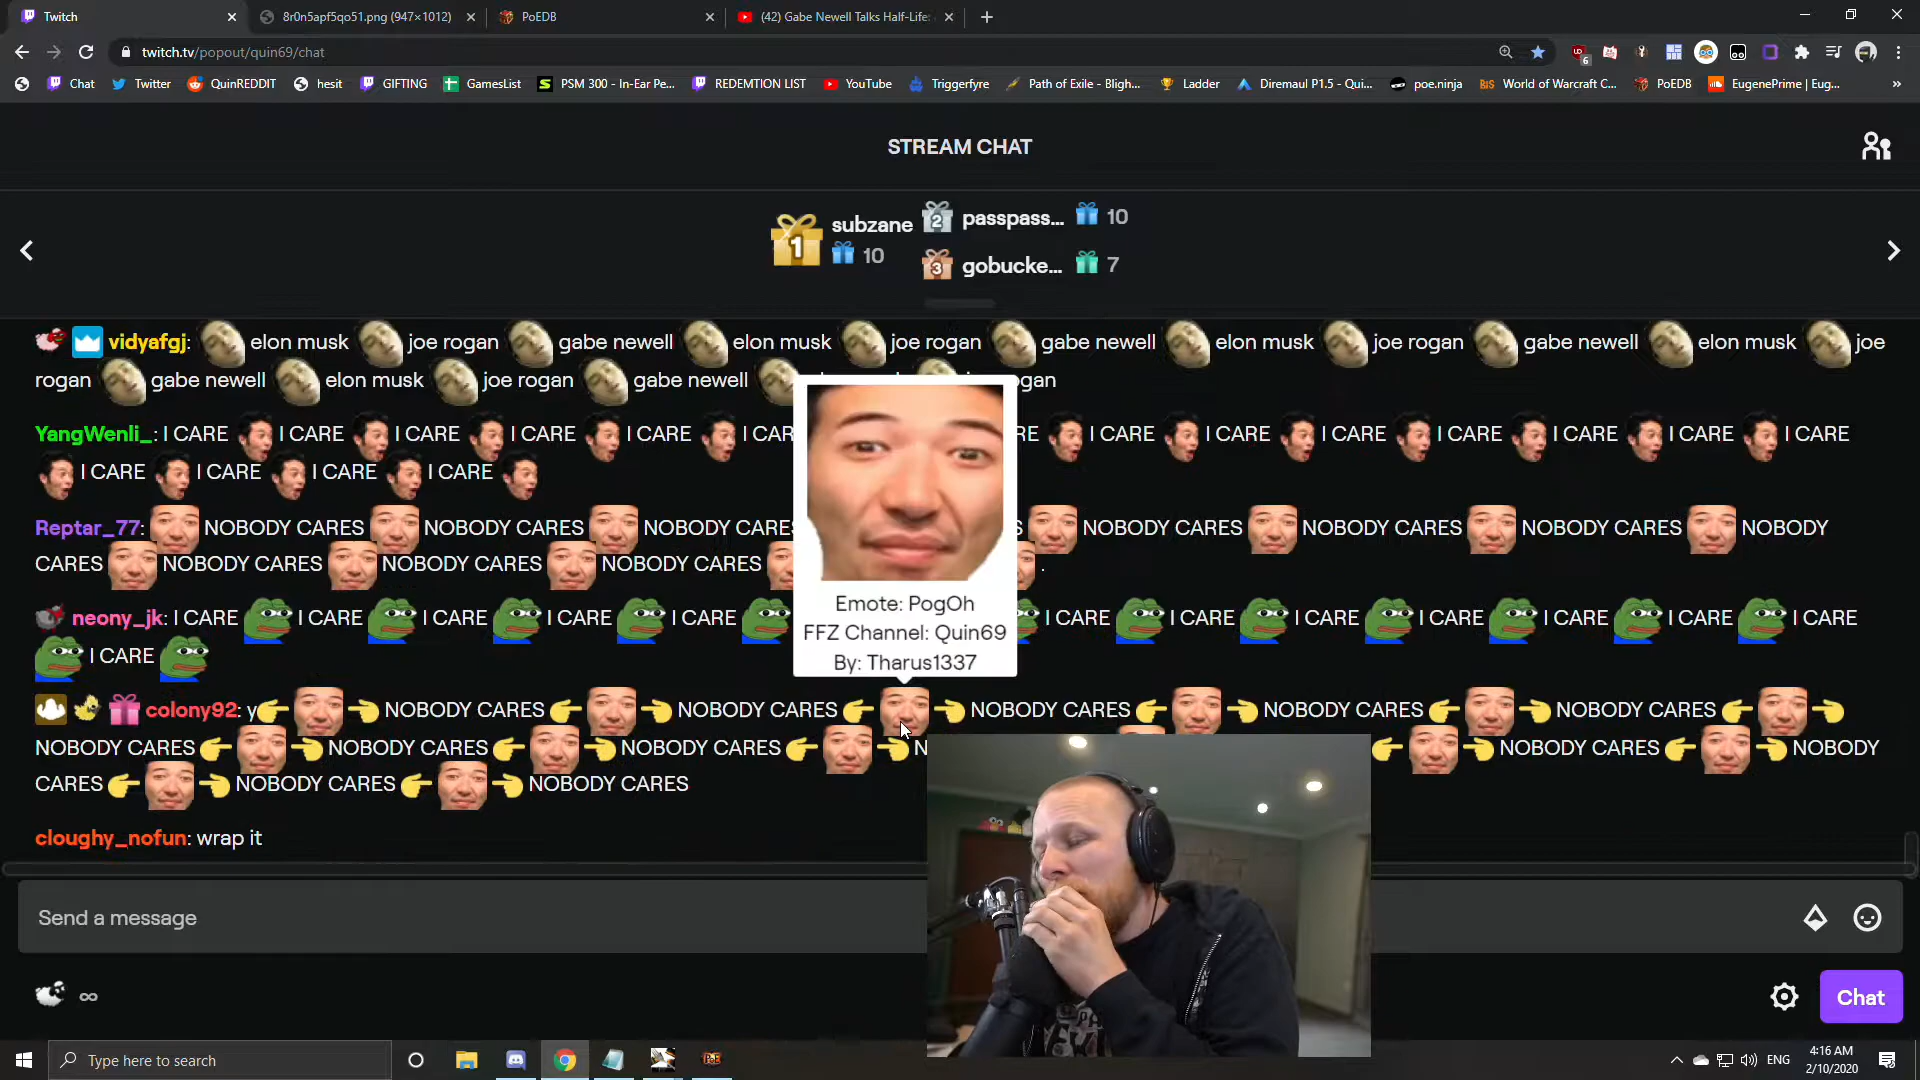 Twitch
8r0n5apf5qo51.png (947×1012)
PoEDB
(42) Gabe Newell Talks Half-Life:
twitch.tv/popout/quin69/chat
6
Chat
Twitter
QuinREDDIT
hesit
GIFTING
GamesList
PSM 300 - In-Ear Pe...
REDEMTION LIST
YouTube
Triggerfyre
Path of Exile - Bligh...
Ladder
Diremaul P1.5 - Qui...
poe.ninja
World of Warcraft C...
PoEDB
EugenePrime | Eug...
STREAM CHAT
1 subzane 10
2 passpass... 10
3 gobucke... 7
vidyafgj: elon musk joe rogan gabe newell elon musk joe rogan gabe newell elon musk joe rogan gabe newell elon musk joe
rogan gabe newell elon musk joe rogan gabe newell ogan
YangWenli_: I CARE I CARE I CARE I CARE I CARE I CAR RE I CARE I CARE I CARE I CARE I CARE I CARE I CARE
I CARE I CARE I CARE I CARE
Reptar_77: NOBODY CARES NOBODY CARES NOBODY CARES S NOBODY CARES NOBODY CARES NOBODY CARES NOBODY
CARES NOBODY CARES NOBODY CARES NOBODY CARES .
neony_jk: I CARE I CARE I CARE I CARE I CARE I CARE I CARE I CARE I CARE I CARE I CARE I CARE
I CARE
colony92: y NOBODY CARES NOBODY CARES NOBODY CARES NOBODY CARES NOBODY CARES
NOBODY CARES NOBODY CARES NOBODY CARES N NOBODY CARES NOBODY
CARES NOBODY CARES NOBODY CARES
cloughy_nofun: wrap it
Emote: PogOh
FFZ Channel: Quin69
By: Tharus1337
Send a message
∞
Chat
Type here to search
ENG
4:16 AM
2/10/2020